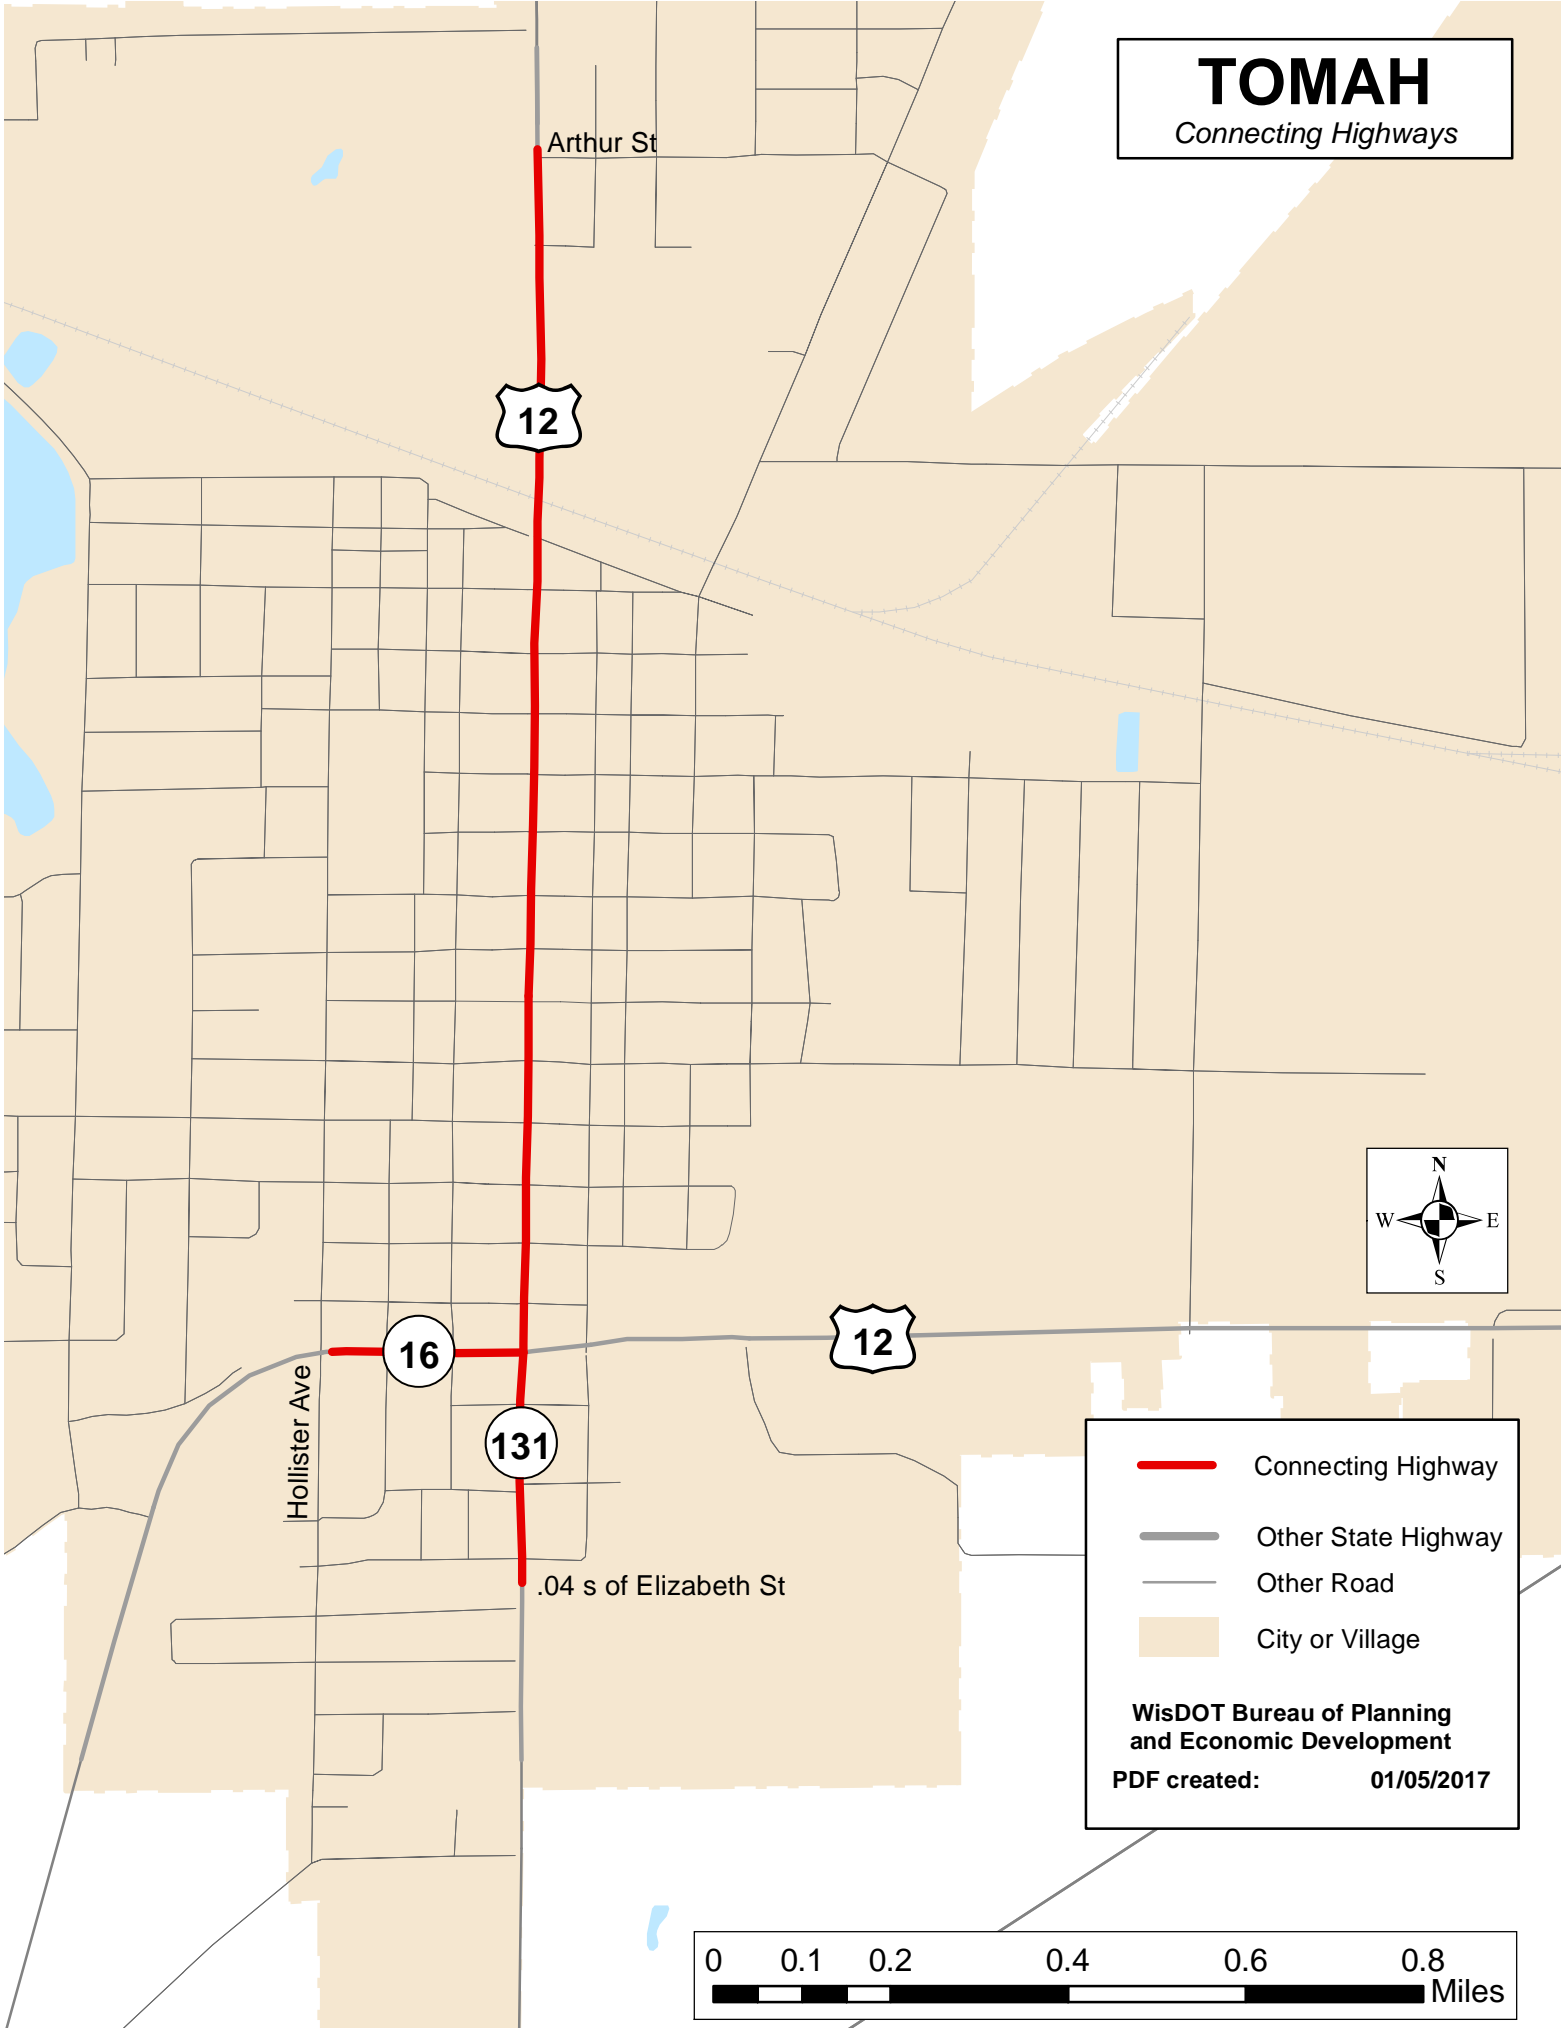 TOMAH
Connecting Highways
Arthur St
12
N
W E
S
12
16
Hollister Ave
131
.04 s of Elizabeth St
Connecting Highway
Other State Highway
Other Road
City or Village
WisDOT Bureau of Planning
and Economic Development
PDF created: 01/05/2017
0 0.1 0.2 0.4 0.6 0.8
Miles